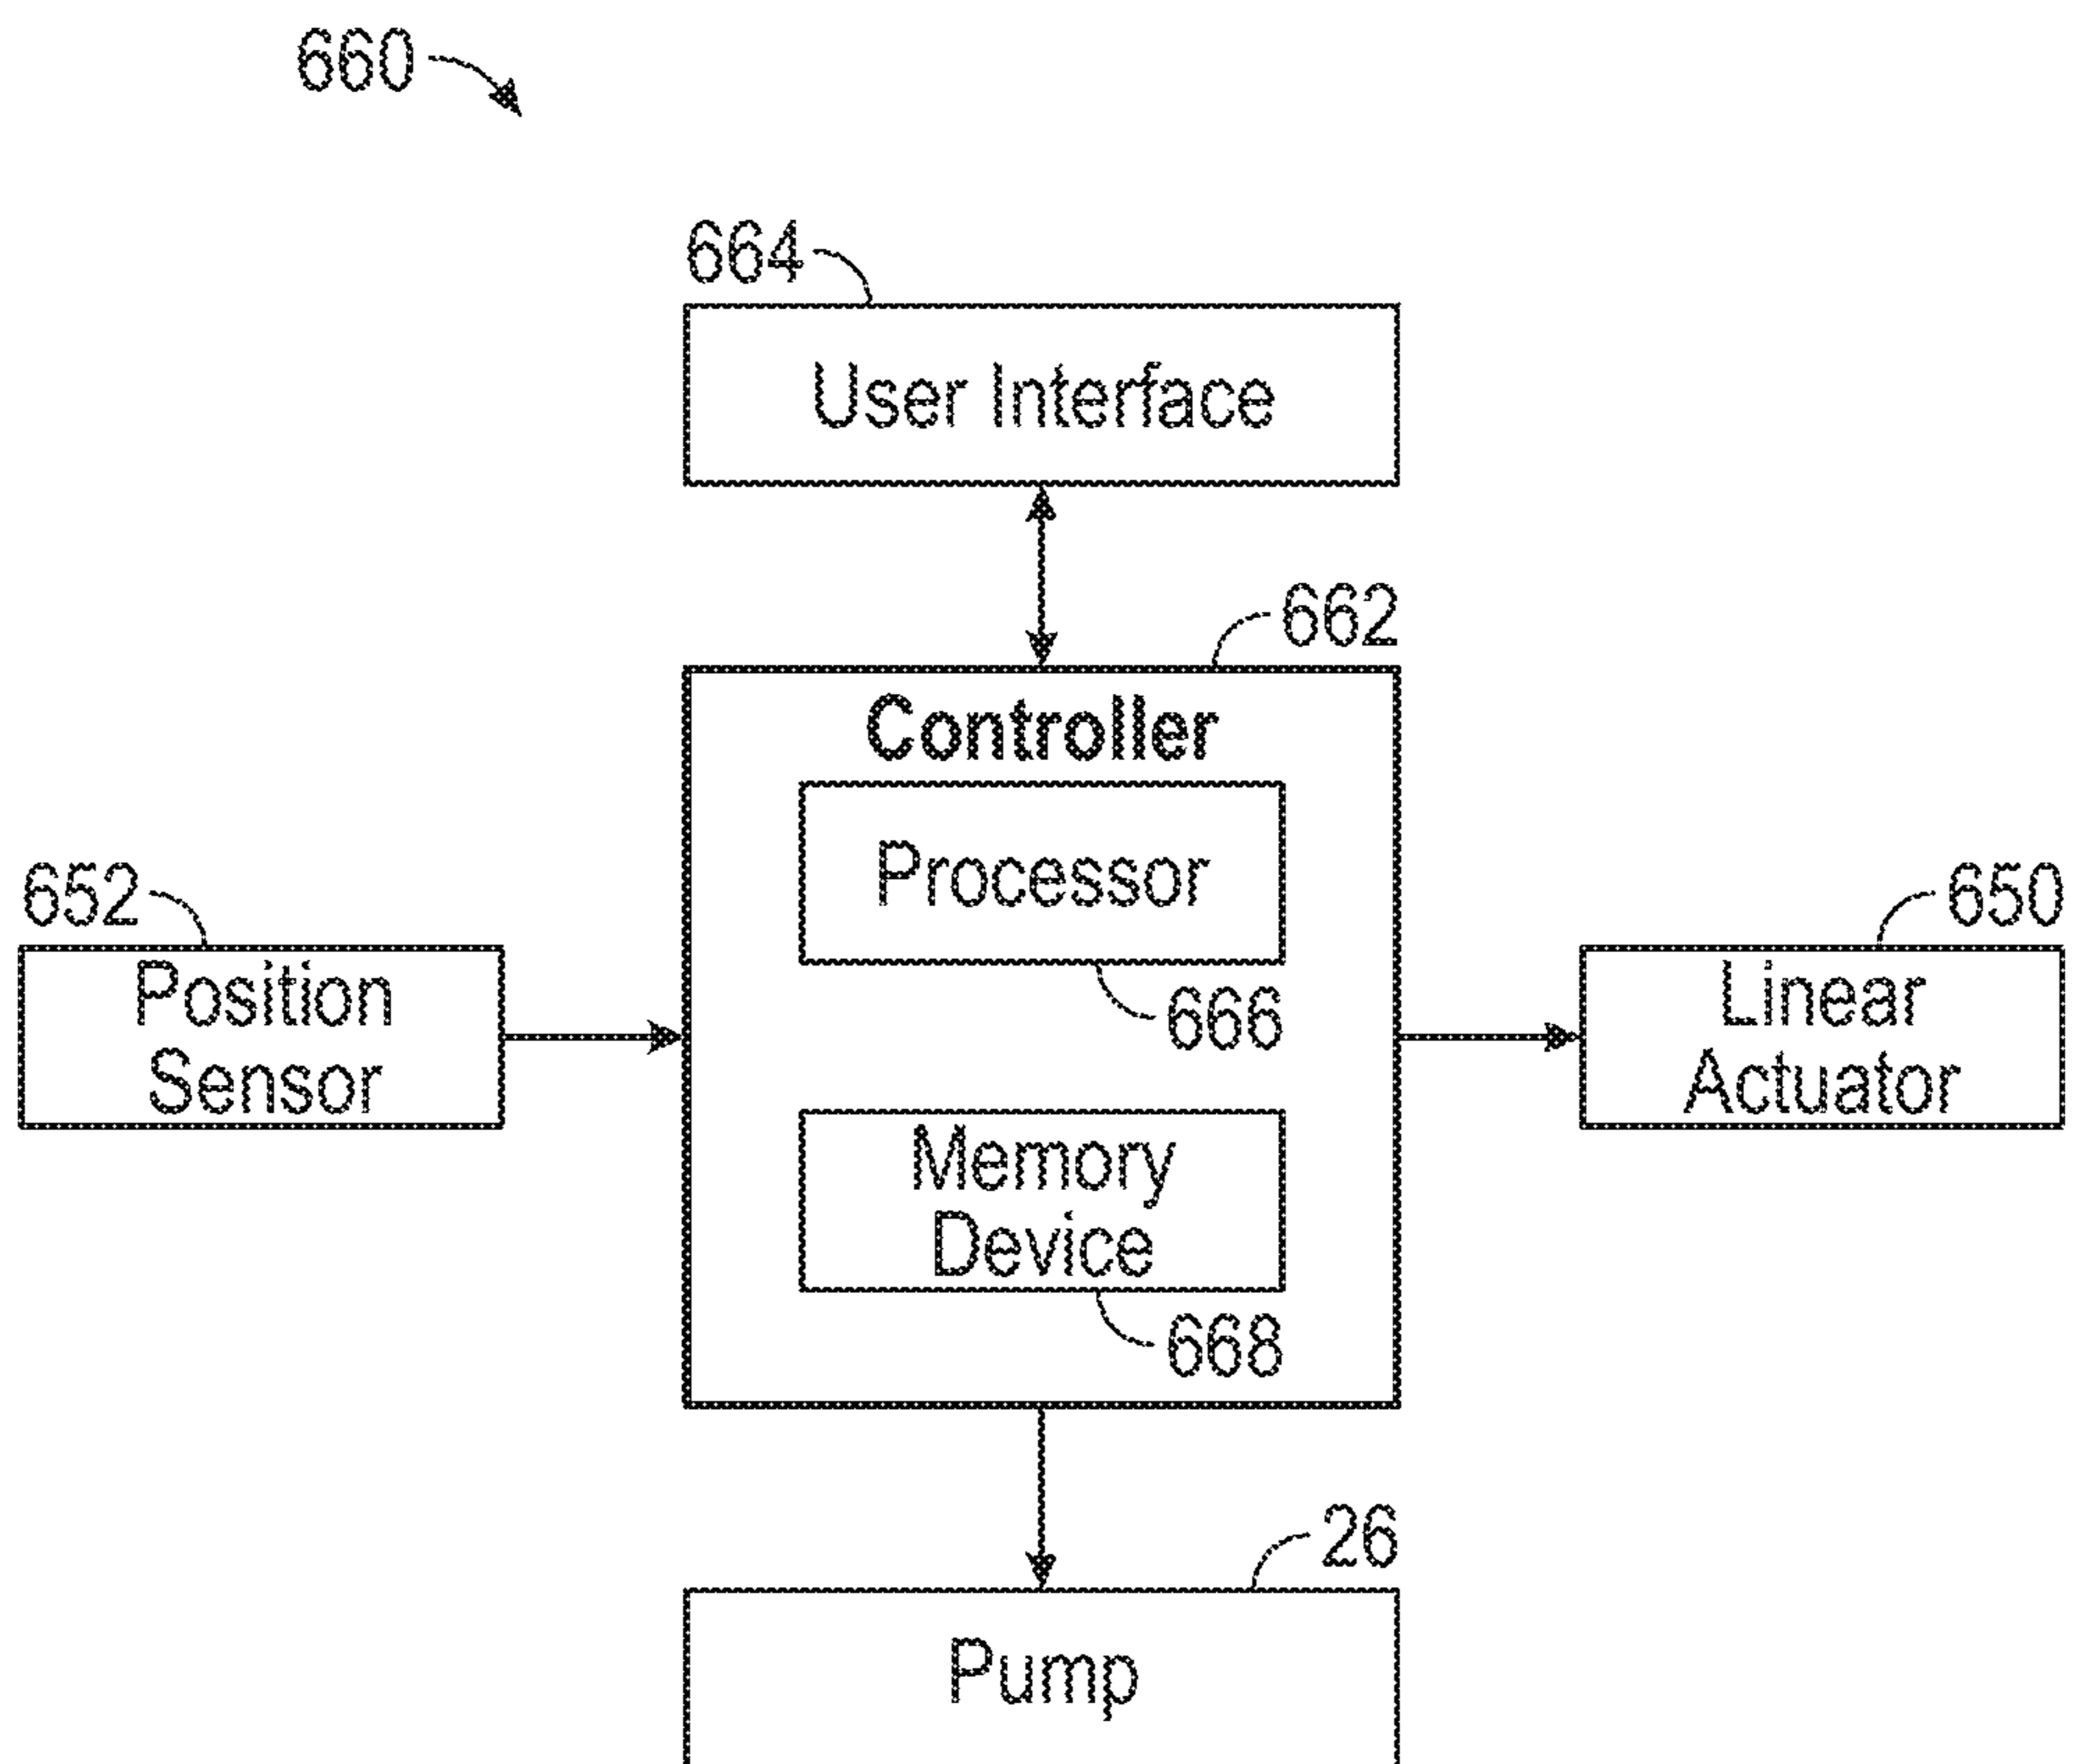 660
664
User Interface
662
Controller
Processor
666
652
Position
Sensor
650
Linear
Actuator
Memory
Device
668
26
Pump